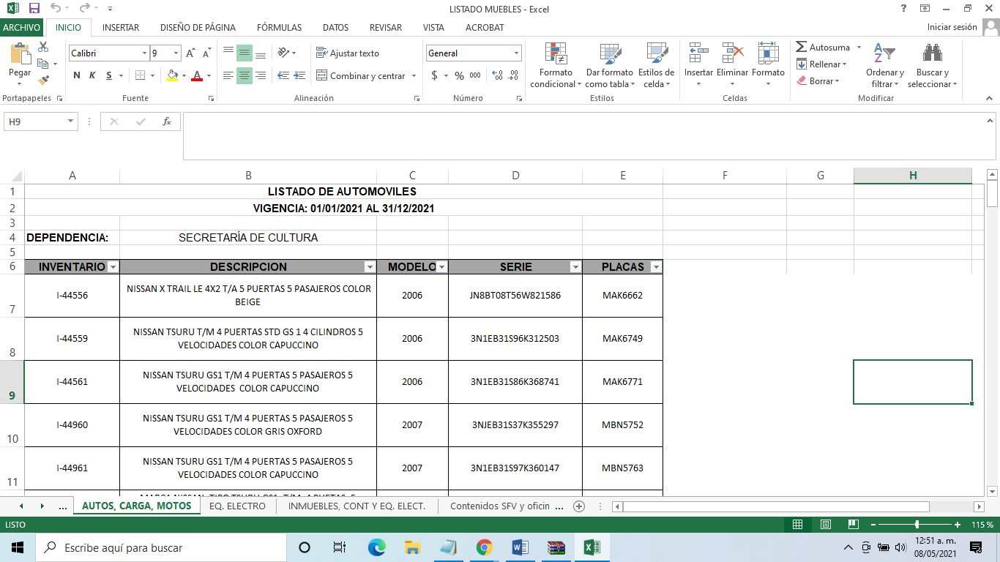 LISTADO MUEBLES - Excel
ARCHIVO INICIO INSERTAR DISEÑO DE PÁGINA FÓRMULAS DATOS REVISAR VISTA ACROBAT Iniciar sesión
Pegar
Calibri 9
N K S
Ajustar texto
Combinar y centrar
General
$ % 000
Formato condicional
Dar formato como tabla
Estilos de celda
Insertar Eliminar Formato
Autosuma
Rellenar
Borrar
Ordenar y filtrar
Buscar y seleccionar
Portapapeles Fuente Alineación Número Estilos Celdas Modificar
H9
A B C D E F G H
1 LISTADO DE AUTOMOVILES
2 VIGENCIA: 01/01/2021 AL 31/12/2021
3
4 DEPENDENCIA: SECRETARÍA DE CULTURA
5
6 INVENTARIO DESCRIPCION MODELO SERIE PLACAS
7 I-44556 NISSAN X TRAIL LE 4X2 T/A 5 PUERTAS 5 PASAJEROS COLOR BEIGE 2006 JN8BT08T56W821586 MAK6662
8 I-44559 NISSAN TSURU T/M 4 PUERTAS STD GS 1 4 CILINDROS 5 VELOCIDADES COLOR CAPUCCINO 2006 3N1EB31S96K312503 MAK6749
9 I-44561 NISSAN TSURU GS1 T/M 4 PUERTAS 5 PASAJEROS 5 VELOCIDADES COLOR CAPUCCINO 2006 3N1EB31S86K368741 MAK6771
10 I-44960 NISSAN TSURU GS1 T/M 4 PUERTAS 5 PASAJEROS 5 VELOCIDADES COLOR GRIS OXFORD 2007 3NJEB31S37K355297 MBN5752
11 I-44961 NISSAN TSURU GS1 T/M 4 PUERTAS 5 PASAJEROS 5 VELOCIDADES COLOR CAPUCCINO 2007 3N1EB31S97K360147 MBN5763
... AUTOS, CARGA, MOTOS EQ. ELECTRO INMUEBLES, CONT Y EQ. ELECT. Contenidos SFV y oficin ...
LISTO 115 %
Escribe aquí para buscar
12:51 a. m.
08/05/2021